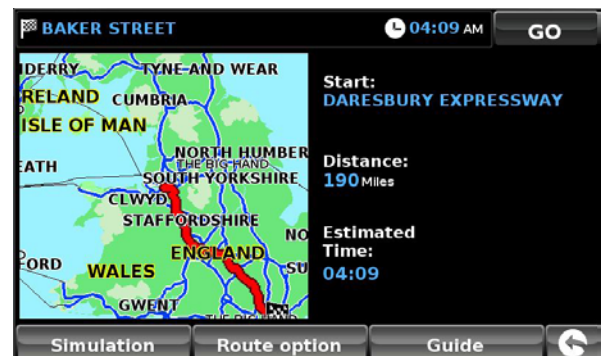 BAKER STREET
04:09 AM
GO
NDERRY
TYNE AND WEAR
RELAND
CUMBRIA
ISLE OF MAN
NORTH HUMBER
THE BIG HAND
EATH
SOUTH YORKSHIRE
CLWYD
STAFFORDSHIRE
NO
ENGLAND
FORD
WALES
SU
GWENT
Start:
DARESBURY EXPRESSWAY
Distance:
190 Miles
Estimated
Time:
04:09
Simulation
Route option
Guide